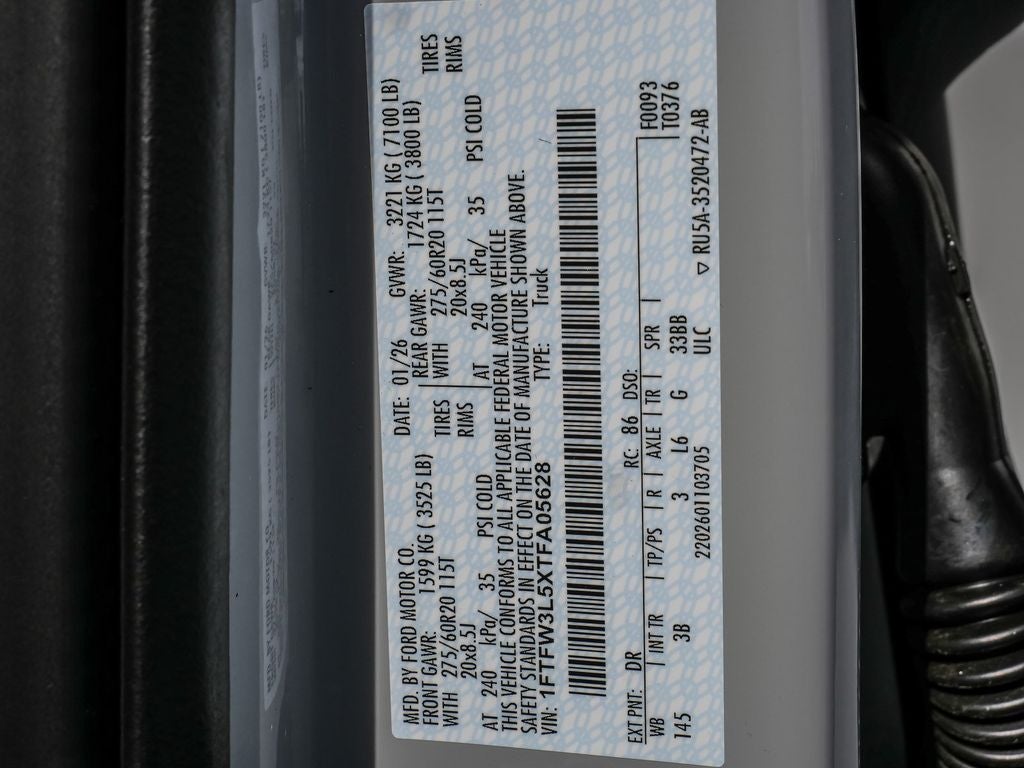 MFD. BY FORD MOTOR CO. DATE: 01/26 GVWR: 3221 KG ( 7100 LB)
FRONT GAWR: 1599 KG ( 3525 LB) REAR GAWR: 1724 KG ( 3800 LB)
WITH 275/60R20 115T TIRES WITH 275/60R20 115T TIRES
20x8.5J RIMS 20x8.5J RIMS
AT 240 kPa/ 35 PSI COLD AT 240 kPa/ 35 PSI COLD
THIS VEHICLE CONFORMS TO ALL APPLICABLE FEDERAL MOTOR VEHICLE
SAFETY STANDARDS IN EFFECT ON THE DATE OF MANUFACTURE SHOWN ABOVE.
VIN: 1FTFW3L5XTFA05628 TYPE: Truck
EXT PNT: DR RC: 86 DSO: F0093
WB INT TR TP/PS R AXLE TR SPR T0376
145 3B 3 L6 G 33BB
2202601103705 ULC ▽ RU5A-3520472-AB